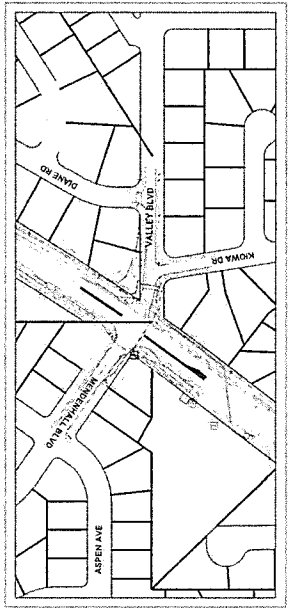 DIANE RD
VALLEY BLVD
KIOWA DR
MENDENHALL BLVD
ASPEN AVE